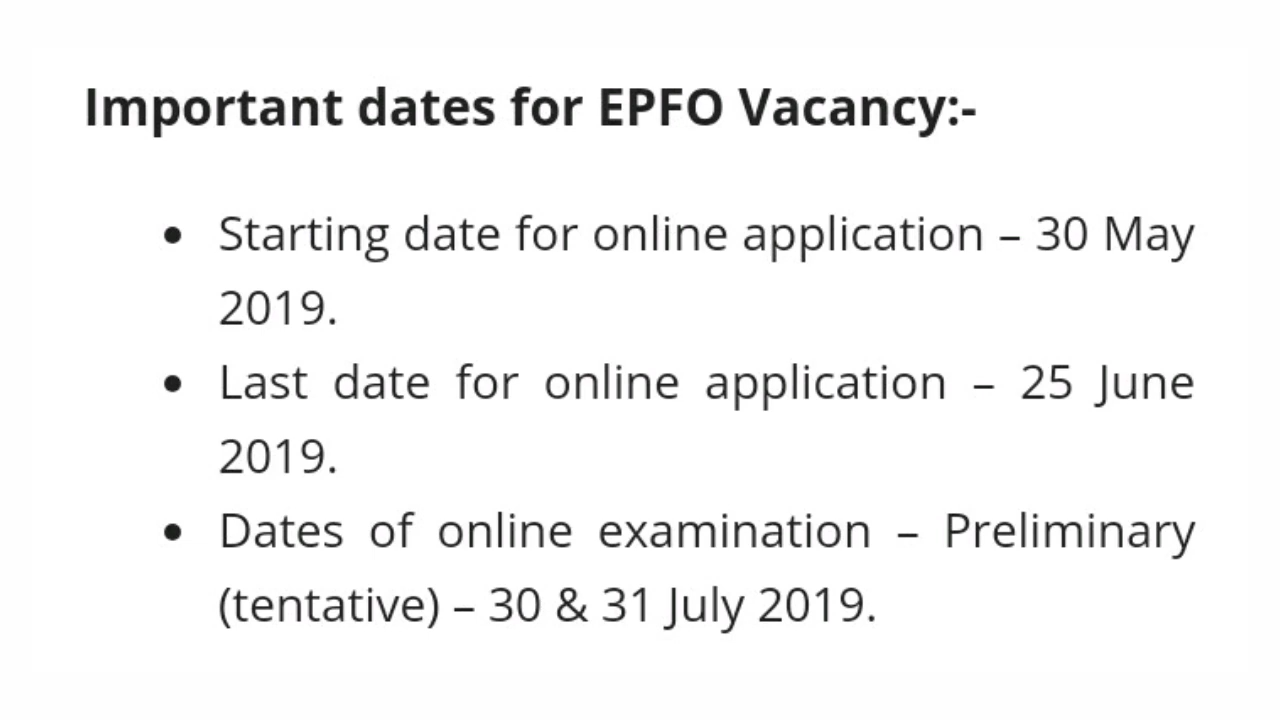 Important dates for EPFO Vacancy:-
• Starting date for online application – 30 May
2019.
• Last date for online application – 25 June
2019.
• Dates of online examination – Preliminary
(tentative) – 30 & 31 July 2019.